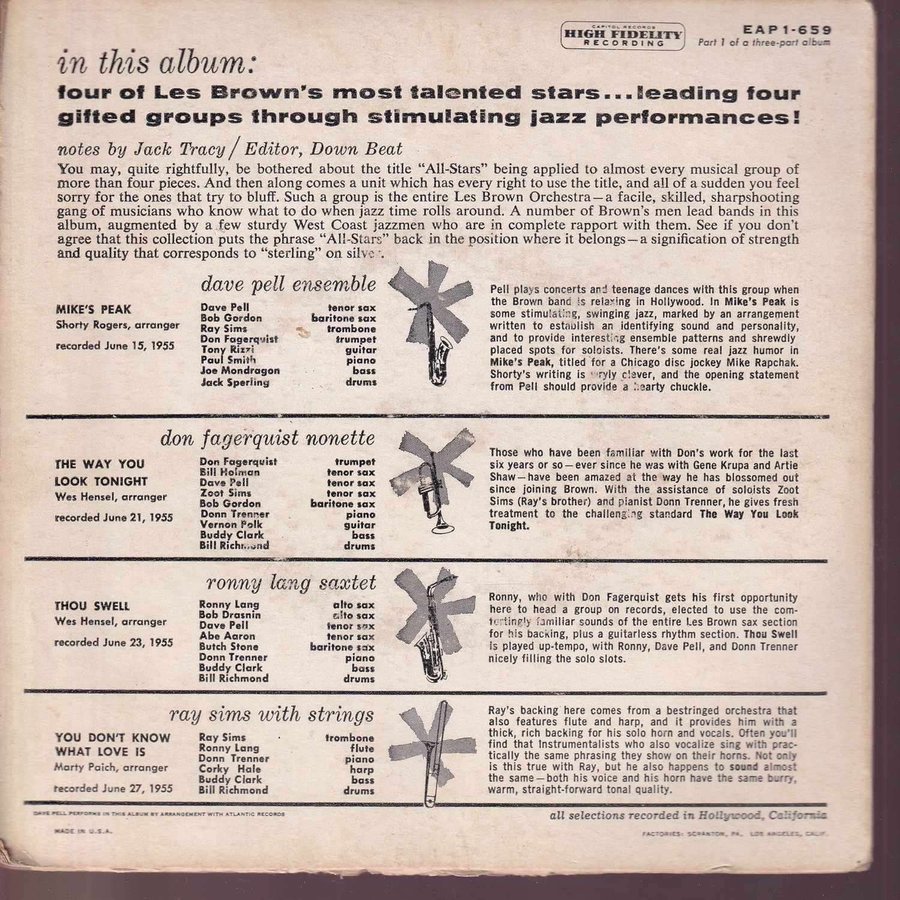 CAPITOL RECORDS
HIGH FIDELITY
RECORDING
EAP 1-659
Part 1 of a three-part album
in this album:
four of Les Brown's most talented stars...leading four
gifted groups through stimulating jazz performances!
notes by Jack Tracy/Editor, Down Beat
You may, quite rightfully, be bothered about the title “All-Stars” being applied to almost every musical group of
more than four pieces. And then along comes a unit which has every right to use the title, and all of a sudden you feel
sorry for the ones that try to bluff. Such a group is the entire Les Brown Orchestra—a facile, skilled, sharpshooting
gang of musicians who know what to do when jazz time rolls around. A number of Brown's men lead bands in this
album, augmented by a few sturdy West Coast jazzmen who are in complete rapport with them. See if you don't
agree that this collection puts the phrase “All-Stars” back in the position where it belongs—a signification of strength
and quality that corresponds to “sterling” on silver.
dave pell ensemble
MIKE'S PEAK
Shorty Rogers, arranger
recorded June 15, 1955
Dave Pell tenor sax
Bob Gordon baritone sax
Ray Sims trombone
Don Fagerquist trumpet
Tony Rizzi guitar
Paul Smith piano
Joe Mondragon bass
Jack Sperling drums
Pell plays concerts and teenage dances with this group when
the Brown band is relaxing in Hollywood. In Mike's Peak is
some stimulating, swinging jazz, marked by an arrangement
written to establish an identifying sound and personality,
and to provide interesting ensemble patterns and shrewdly
placed spots for soloists. There's some real jazz humor in
Mike's Peak, titled for a Chicago disc jockey Mike Rapchak.
Shorty's writing is wryly clever, and the opening statement
from Pell should provide a hearty chuckle.
don fagerquist nonette
THE WAY YOU
LOOK TONIGHT
Wes Hensel, arranger
recorded June 21, 1955
Don Fagerquist trumpet
Bill Holman tenor sax
Dave Pell tenor sax
Zoot Sims tenor sax
Bob Gordon baritone sax
Donn Trenner piano
Vernon Polk guitar
Buddy Clark bass
Bill Richmond drums
Those who have been familiar with Don's work for the last
six years or so—ever since he was with Gene Krupa and Artie
Shaw—have been amazed at the way he has blossomed out
since joining Brown. With the assistance of soloists Zoot
Sims (Ray's brother) and pianist Donn Trenner, he gives fresh
treatment to the challenging standard The Way You Look
Tonight.
ronny lang saxtet
THOU SWELL
Wes Hensel, arranger
recorded June 23, 1955
Ronny Lang alto sax
Bob Drasnin alto sax
Dave Pell tenor sax
Abe Aaron tenor sax
Butch Stone baritone sax
Donn Trenner piano
Buddy Clark bass
Bill Richmond drums
Ronny, who with Don Fagerquist gets his first opportunity
here to head a group on records, elected to use the com-
fortingly familiar sounds of the entire Les Brown sax section
for his backing, plus a guitarless rhythm section. Thou Swell
is played up-tempo, with Ronny, Dave Pell, and Donn Trenner
nicely filling the solo slots.
ray sims with strings
YOU DON'T KNOW
WHAT LOVE IS
Marty Paich, arranger
recorded June 27, 1955
Ray Sims trombone
Ronny Lang flute
Donn Trenner piano
Corky Hale harp
Buddy Clark bass
Bill Richmond drums
Ray's backing here comes from a bestringed orchestra that
also features flute and harp, and it provides him with a
thick, rich backing for his solo horn and vocals. Often you'll
find that instrumentalists who also vocalize sing with prac-
tically the same phrasing they show on their horns. Not only
is this true with Ray, but he also happens to sound almost
the same—both his voice and his horn have the same burry,
warm, straight-forward tonal quality.
DAVE PELL PERFORMS IN THIS ALBUM BY ARRANGEMENT WITH ATLANTIC RECORDS
all selections recorded in Hollywood, California
MADE IN U.S.A.
FACTORIES: SCRANTON, PA. LOS ANGELES, CALIF.